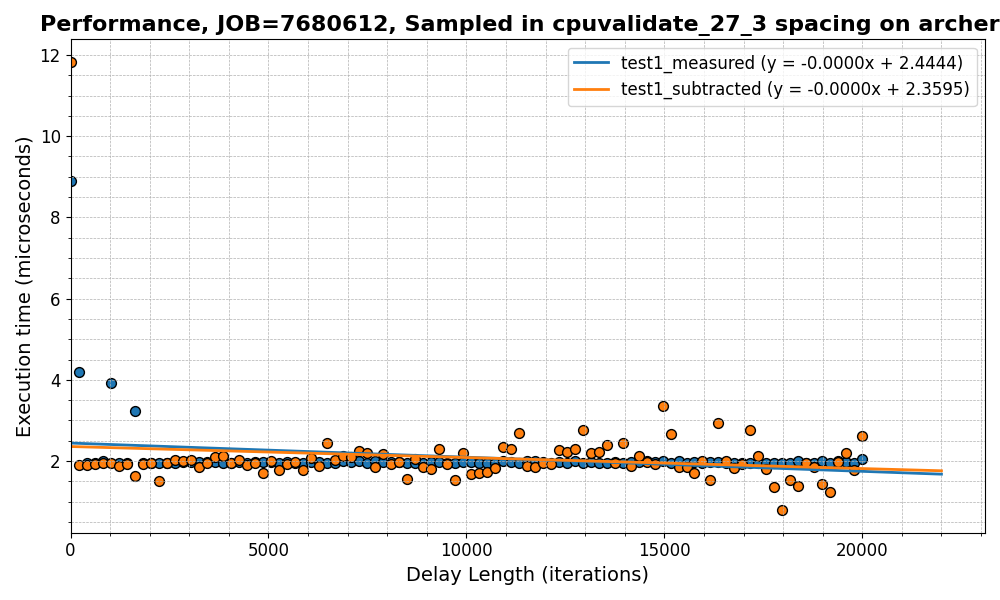 Performance, JOB=7680612, Sampled in cpuvalidate_27_3 spacing on archer
test1_measured (y = -0.0000x + 2.4444)
test1_subtracted (y = -0.0000x + 2.3595)
Execution time (microseconds)
12
10
8
6
4
2
0
5000
10000
15000
20000
Delay Length (iterations)